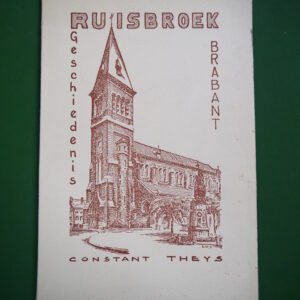 RUISBROEK
Geschiedenis
BRABANT
CONSTANT THEYS